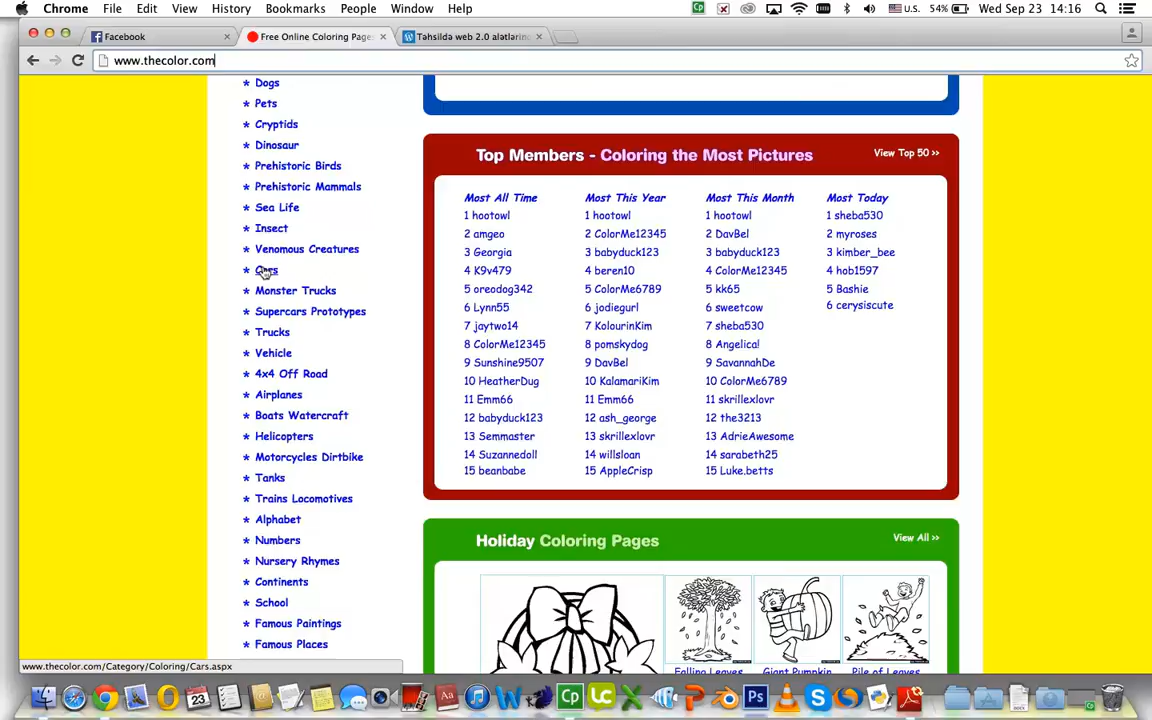 Chrome File Edit View History Bookmarks People Window Help U.S. 54% Wed Sep 23 14:16
Facebook × Free Online Coloring Page × Təhsildə web 2.0 alətlərinə ×
www.thecolor.com
* Dogs
* Pets
* Cryptids
* Dinosaur
* Prehistoric Birds
* Prehistoric Mammals
* Sea Life
* Insect
* Venomous Creatures
* Cars
* Monster Trucks
* Supercars Prototypes
* Trucks
* Vehicle
* 4x4 Off Road
* Airplanes
* Boats Watercraft
* Helicopters
* Motorcycles Dirtbike
* Tanks
* Trains Locomotives
* Alphabet
* Numbers
* Nursery Rhymes
* Continents
* School
* Famous Paintings
* Famous Places
www.thecolor.com/Category/Coloring/Cars.aspx
Top Members - Coloring the Most Pictures View Top 50 >>
Most All Time
1 hootowl
2 amgeo
3 Georgia
4 K9v479
5 oreodog342
6 Lynn55
7 jaytwo14
8 ColorMe12345
9 Sunshine9507
10 HeatherDug
11 Emm66
12 babyduck123
13 Semmaster
14 Suzannedoll
15 beanbabe
Most This Year
1 hootowl
2 ColorMe12345
3 babyduck123
4 beren10
5 ColorMe6789
6 jodiegurl
7 KolourinKim
8 pomskydog
9 DavBel
10 KalamariKim
11 Emm66
12 ash_george
13 skrillexlovr
14 willsloan
15 AppleCrisp
Most This Month
1 hootowl
2 DavBel
3 babyduck123
4 ColorMe12345
5 kk65
6 sweetcow
7 sheba530
8 Angelica!
9 SavannahDe
10 ColorMe6789
11 skrillexlovr
12 the3213
13 AdrieAwesome
14 sarabeth25
15 Luke.betts
Most Today
1 sheba530
2 myroses
3 kimber_bee
4 hob1597
5 Bashie
6 cerysiscute
Holiday Coloring Pages View All >>
Falling Leaves Giant Pumpkin Pile of Leaves